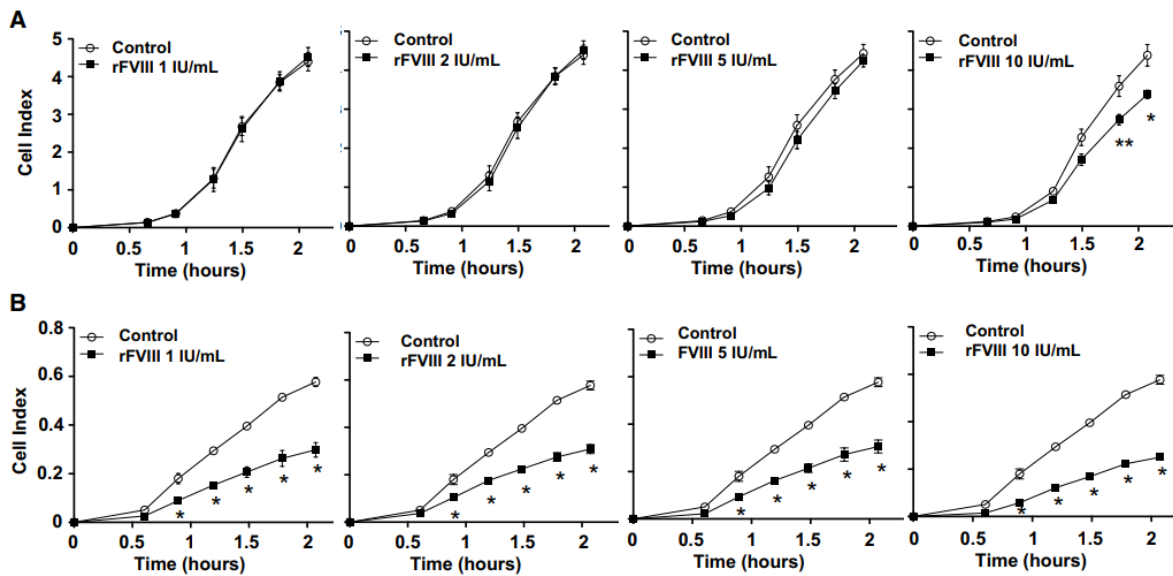 A
Control
rFVIII 1 IU/mL
Control
rFVIII 2 IU/mL
Control
rFVIII 5 IU/mL
Control
rFVIII 10 IU/mL
Cell Index
5
4
3
2
1
0
** *
0 0.5 1 1.5 2
0 0.5 1 1.5 2
0 0.5 1 1.5 2
0 0.5 1 1.5 2
Time (hours)
Time (hours)
Time (hours)
Time (hours)
B
Control
rFVIII 1 IU/mL
Control
rFVIII 2 IU/mL
Control
FVIII 5 IU/mL
Control
rFVIII 10 IU/mL
Cell Index
0.8
0.6
0.4
0.2
0
* * * * *
* * * * *
* * * * *
* * * * *
0 0.5 1 1.5 2
0 0.5 1 1.5 2
0 0.5 1 1.5 2
0 0.5 1 1.5 2
Time (hours)
Time (hours)
Time (hours)
Time (hours)